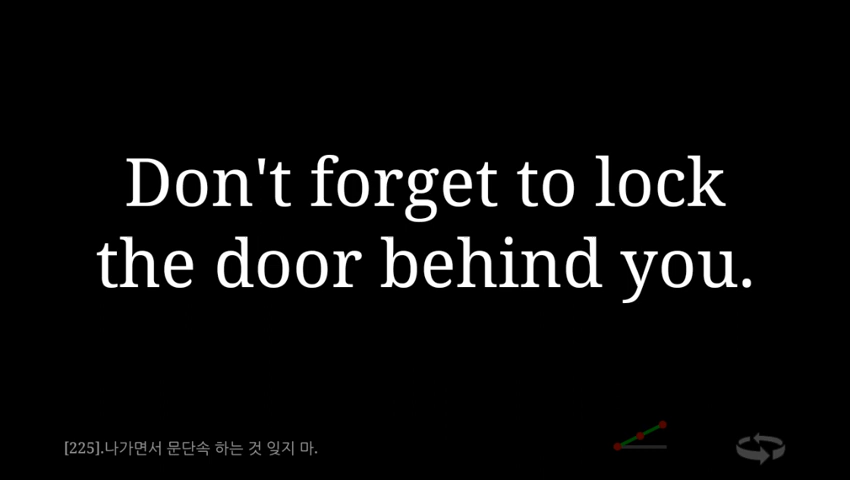 Don't forget to lock
the door behind you.
[225].나가면서 문단속 하는 것 잊지 마.